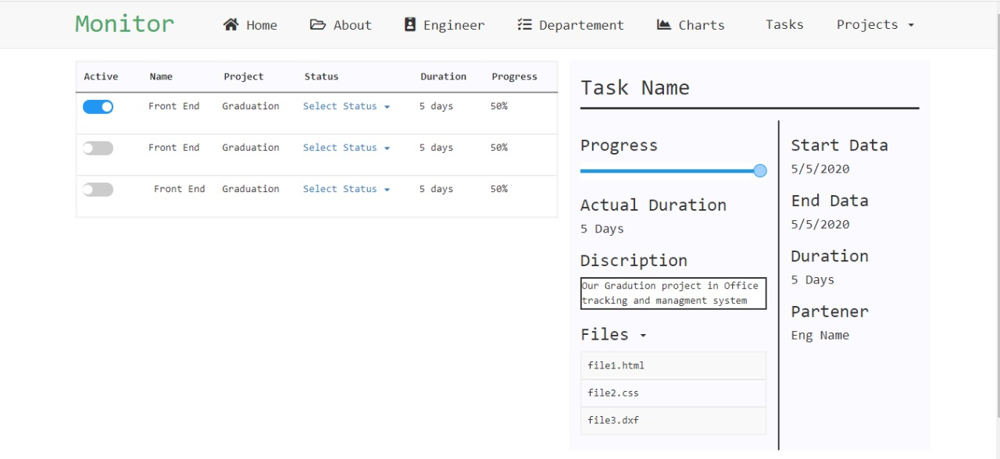 Monitor
Home About Engineer Departement Charts Tasks Projects
Active Name Project Status Duration Progress
Front End Graduation Select Status 5 days 50%
Front End Graduation Select Status 5 days 50%
Front End Graduation Select Status 5 days 50%
Task Name
Progress
Actual Duration
5 Days
Discription
Our Gradution project in Office
tracking and managment system
Files
file1.html
file2.css
file3.dxf
Start Data
5/5/2020
End Data
5/5/2020
Duration
5 Days
Partener
Eng Name